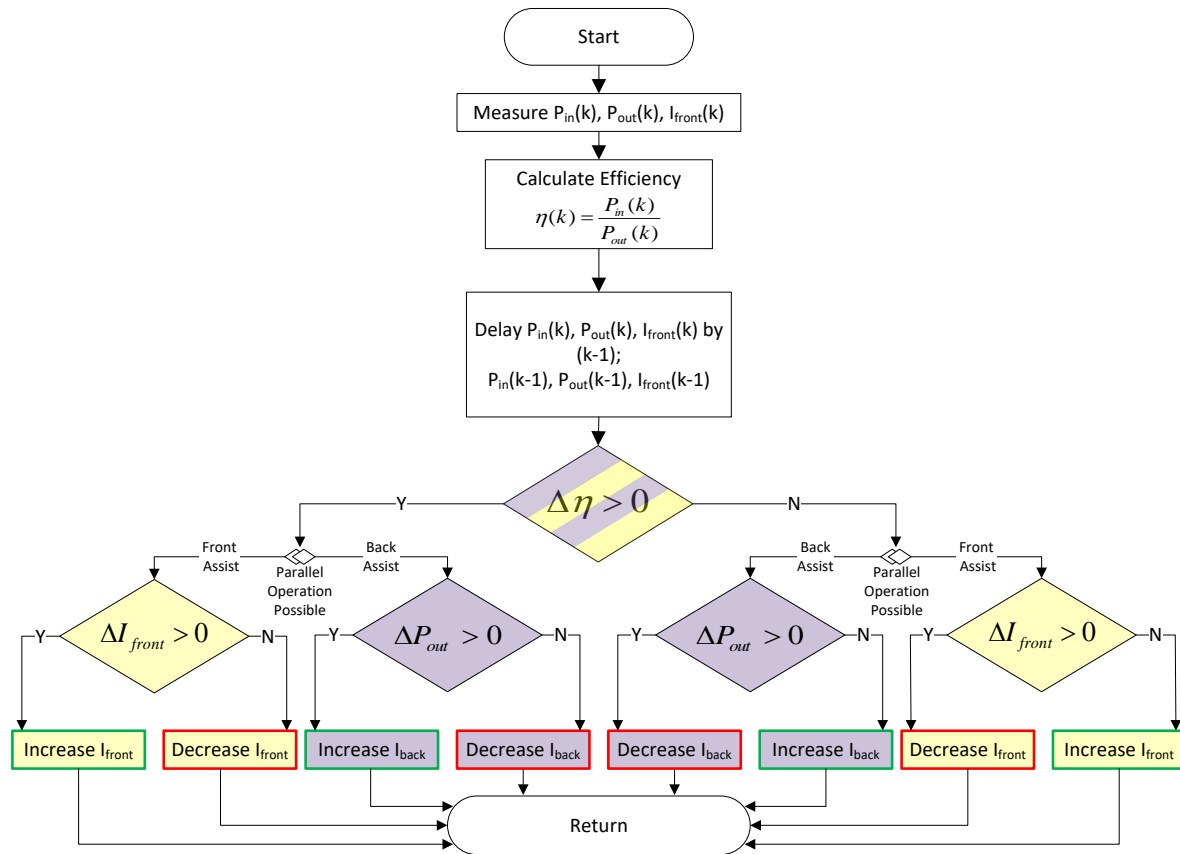 Start
Measure P_in(k), P_out(k), I_front(k)
Calculate Efficiency
η(k) = P_in(k) / P_out(k)
Delay P_in(k), P_out(k), I_front(k) by
(k-1);
P_in(k-1), P_out(k-1), I_front(k-1)
Δη > 0
Y
N
Front
Assist
Back
Assist
Parallel
Operation
Possible
Back
Assist
Front
Assist
Parallel
Operation
Possible
ΔI_front > 0
Y
N
ΔP_out > 0
Y
N
ΔP_out > 0
Y
N
ΔI_front > 0
Y
N
Increase I_front
Decrease I_front
Increase I_back
Decrease I_back
Decrease I_back
Increase I_back
Decrease I_front
Increase I_front
Return